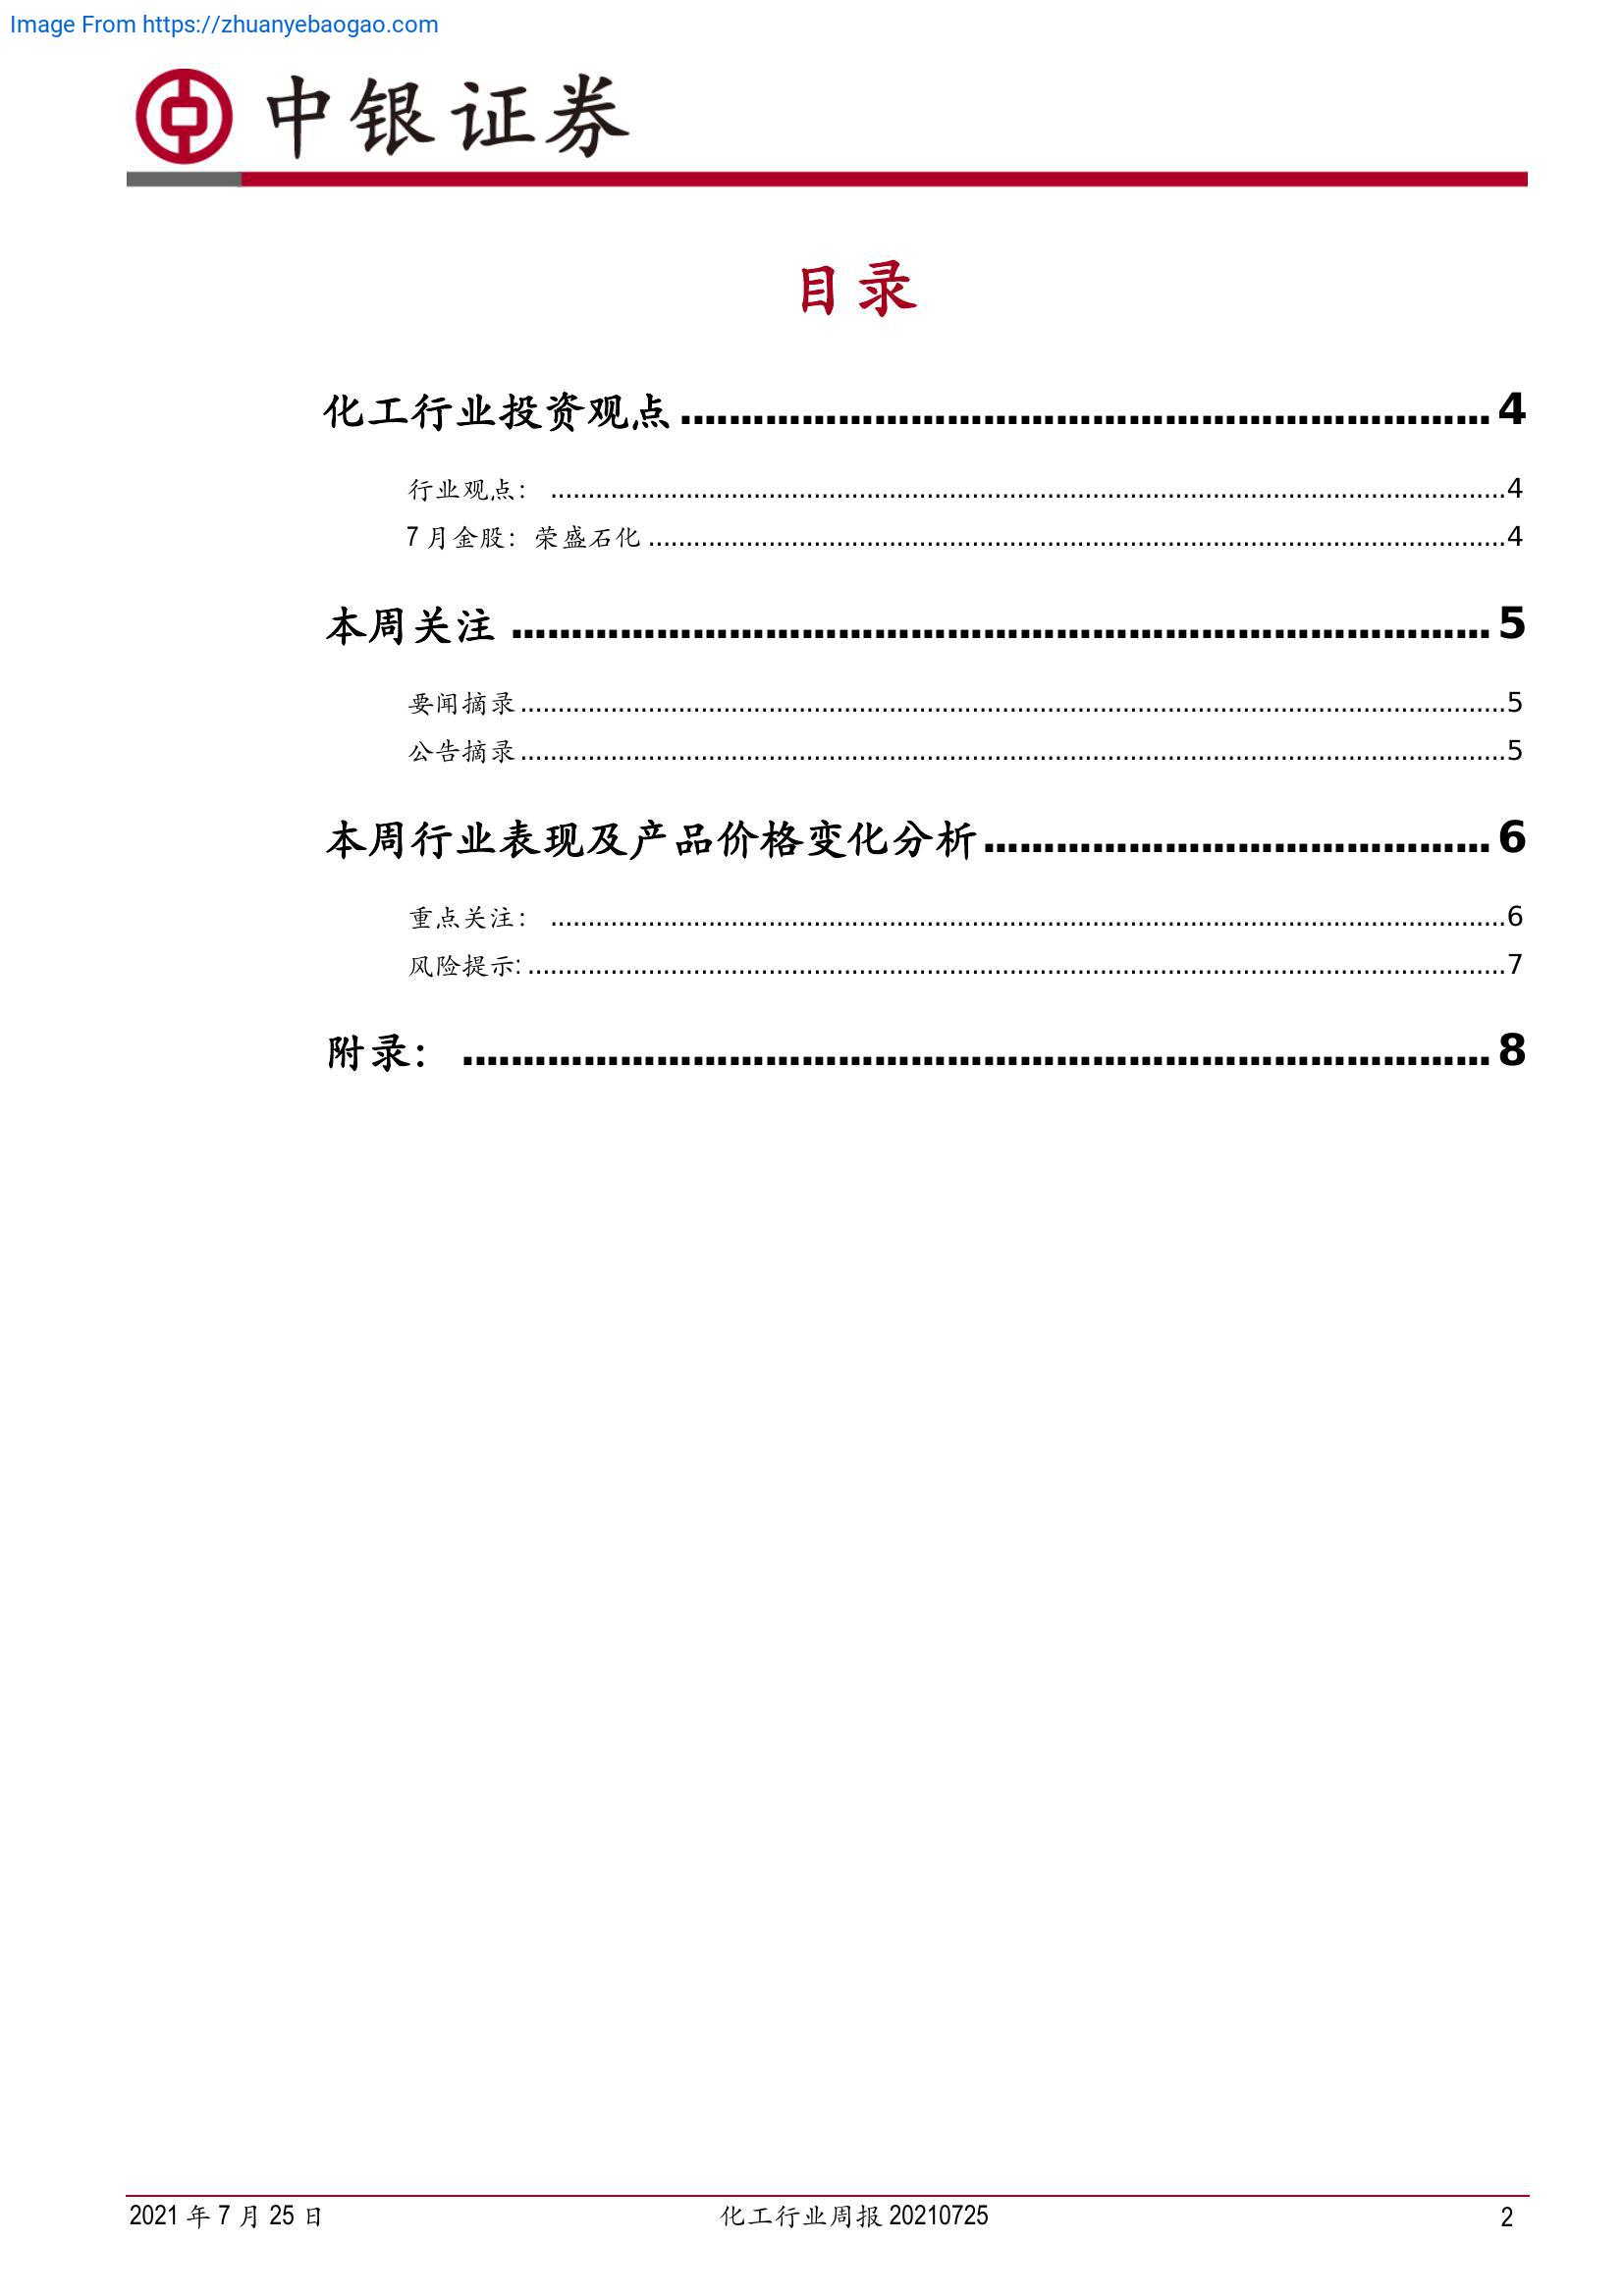 Image From https://zhuanyebaogao.com
中银证券
目录
化工行业投资观点 ........................................................................ 4
行业观点： ........................................................................ 4
7 月金股：荣盛石化 ........................................................................ 4
本周关注 ........................................................................ 5
要闻摘录 ........................................................................ 5
公告摘录 ........................................................................ 5
本周行业表现及产品价格变化分析 ........................................................................ 6
重点关注： ........................................................................ 6
风险提示: ........................................................................ 7
附录： ........................................................................ 8
2021 年 7 月 25 日 化工行业周报 20210725 2